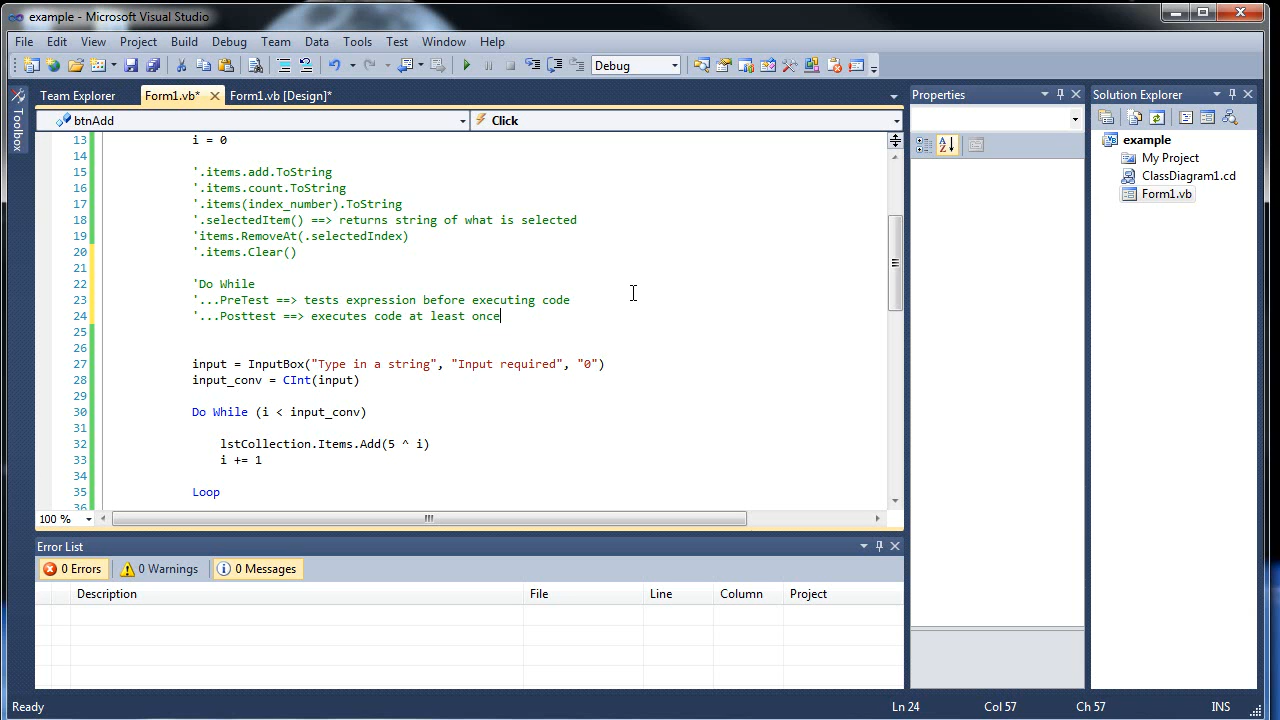 example - Microsoft Visual Studio
File Edit View Project Build Debug Team Data Tools Test Window Help
Debug
Team Explorer Form1.vb* Form1.vb [Design]*
Properties
Solution Explorer
Toolbox
btnAdd Click
example
My Project
ClassDiagram1.cd
Form1.vb
13 i = 0
14
15 '.items.add.ToString
16 '.items.count.ToString
17 '.items(index_number).ToString
18 '.selectedItem() ==> returns string of what is selected
19 'items.RemoveAt(.selectedIndex)
20 '.items.Clear()
21
22 'Do While
23 '...PreTest ==> tests expression before executing code
24 '...Posttest ==> executes code at least once
25
26
27 input = InputBox("Type in a string", "Input required", "0")
28 input_conv = CInt(input)
29
30 Do While (i < input_conv)
31
32 lstCollection.Items.Add(5 ^ i)
33 i += 1
34
35 Loop
36
100 %
Error List
0 Errors 0 Warnings 0 Messages
Description File Line Column Project
Ready Ln 24 Col 57 Ch 57 INS